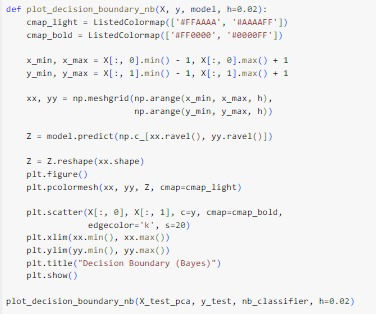 def plot_decision_boundary_nb(X, y, model, h=0.02):
    cmap_light = ListedColormap(['#FFAAAA', '#AAAAFF'])
    cmap_bold = ListedColormap(['#FF0000', '#0000FF'])
    x_min, x_max = X[:, 0].min() - 1, X[:, 0].max() + 1
    y_min, y_max = X[:, 1].min() - 1, X[:, 1].max() + 1
    xx, yy = np.meshgrid(np.arange(x_min, x_max, h),
                         np.arange(y_min, y_max, h))
    Z = model.predict(np.c_[xx.ravel(), yy.ravel()])
    Z = Z.reshape(xx.shape)
    plt.figure()
    plt.pcolormesh(xx, yy, Z, cmap=cmap_light)
    plt.scatter(X[:, 0], X[:, 1], c=y, cmap=cmap_bold,
                edgecolor='k', s=20)
    plt.xlim(xx.min(), xx.max())
    plt.ylim(yy.min(), yy.max())
    plt.title("Decision Boundary (Bayes)")
    plt.show()
plot_decision_boundary_nb(X_test_pca, y_test, nb_classifier, h=0.02)